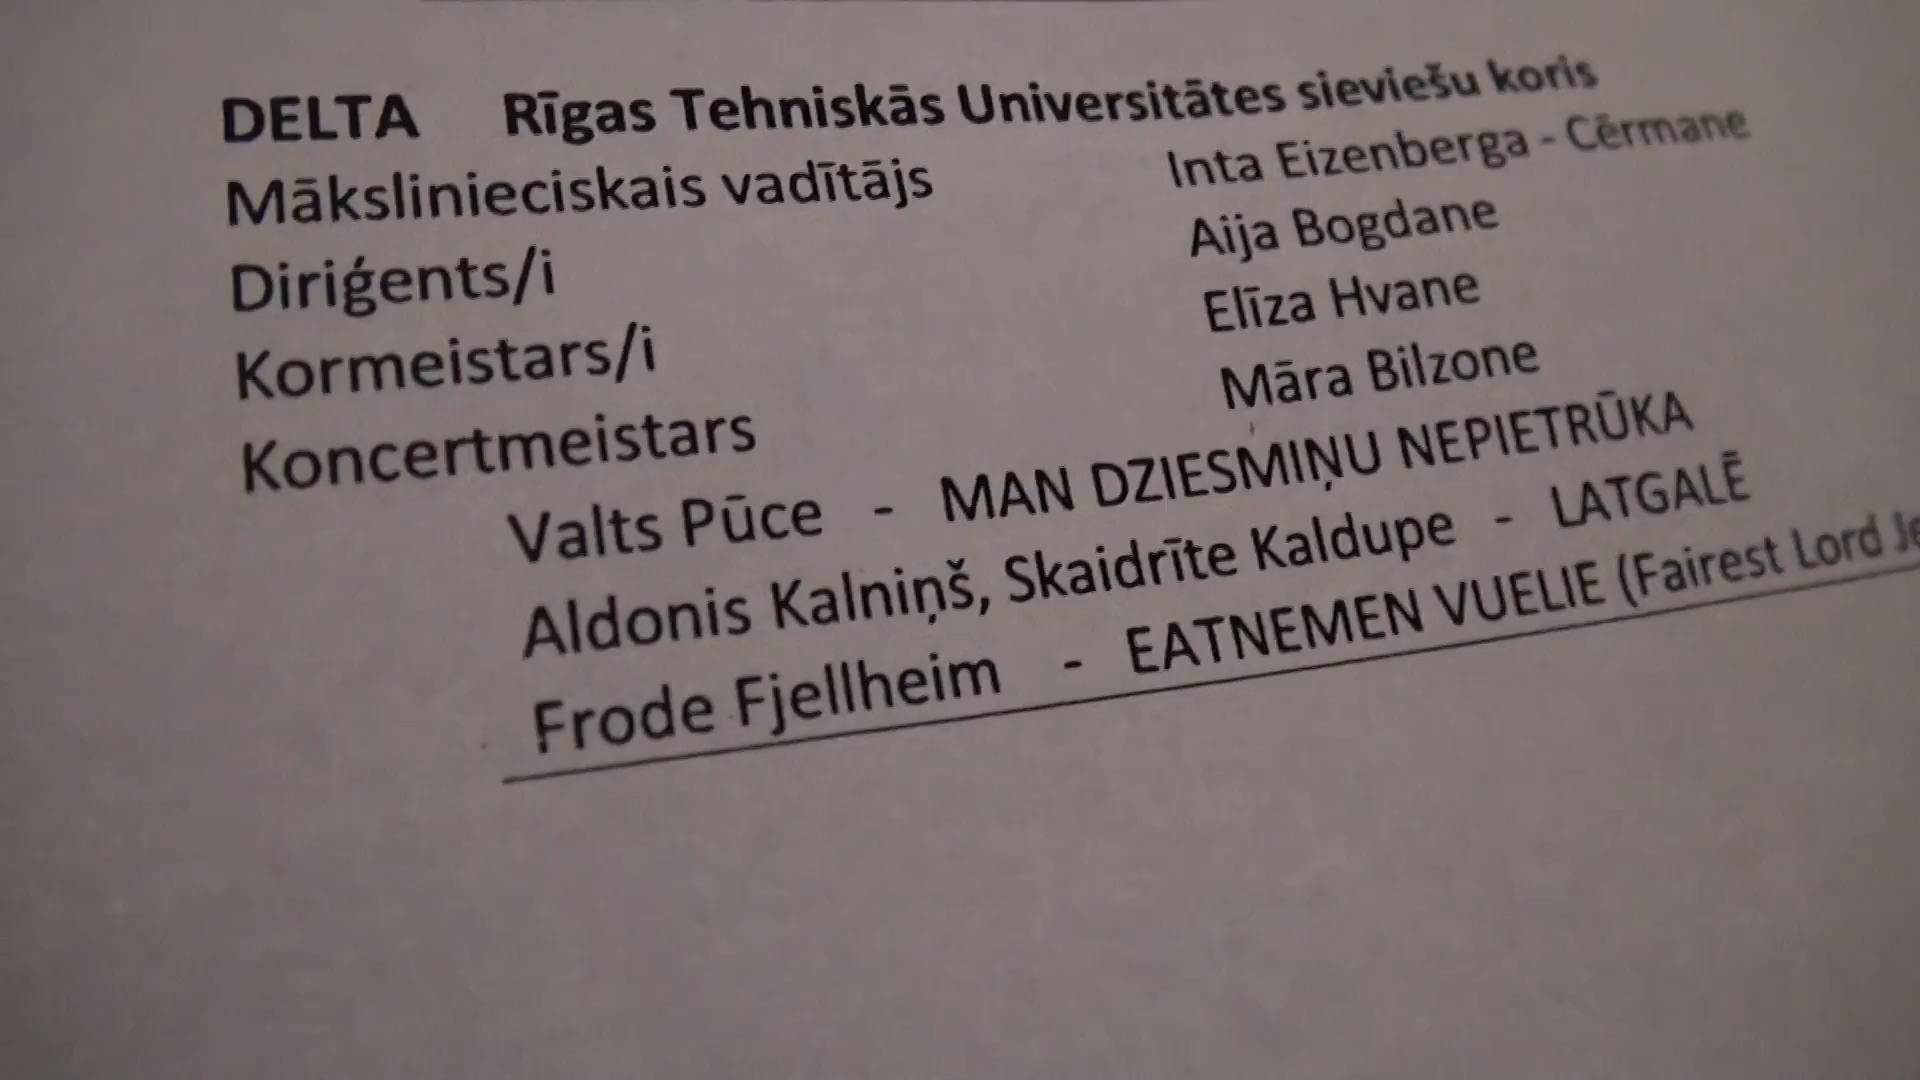 DELTA Rīgas Tehniskās Universitātes sieviešu koris
Mākslinieciskais vadītājs Inta Eizenberga - Cērmane
Diriģents/i Aija Bogdane
Kormeistars/i Elīza Hvane
Koncertmeistars Māra Bilzone
Valts Pūce - MAN DZIESMIŅU NEPIETRŪKA
Aldonis Kalniņš, Skaidrīte Kaldupe - LATGALĒ
Frode Fjellheim - EATNEMEN VUELIE (Fairest Lord